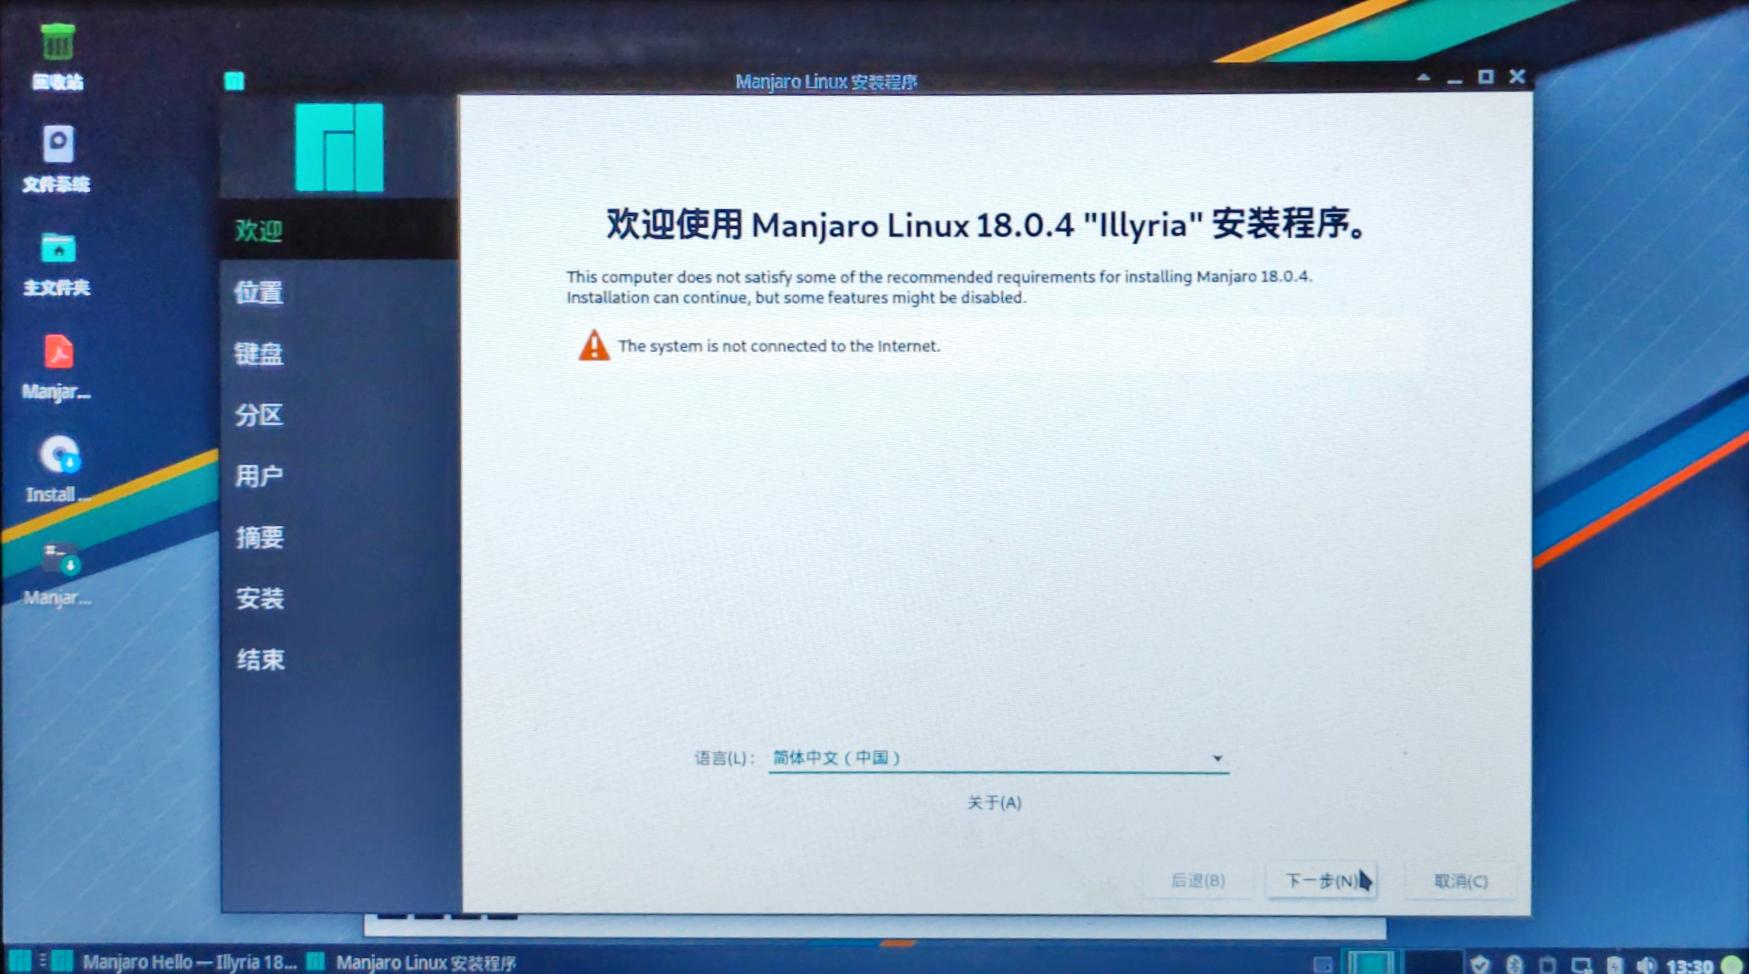 回收站
文件系统
主文件夹
Manjar...
Install ...
#_
Manjar...
Manjaro Linux 安装程序
欢迎
位置
键盘
分区
用户
摘要
安装
结束
欢迎使用 Manjaro Linux 18.0.4 "Illyria" 安装程序。
This computer does not satisfy some of the recommended requirements for installing Manjaro 18.0.4.
Installation can continue, but some features might be disabled.
The system is not connected to the Internet.
语言(L)： 简体中文（中国）
关于(A)
后退(B) 下一步(N) 取消(C)
Manjaro Hello — Illyria 18... Manjaro Linux 安装程序 13:30